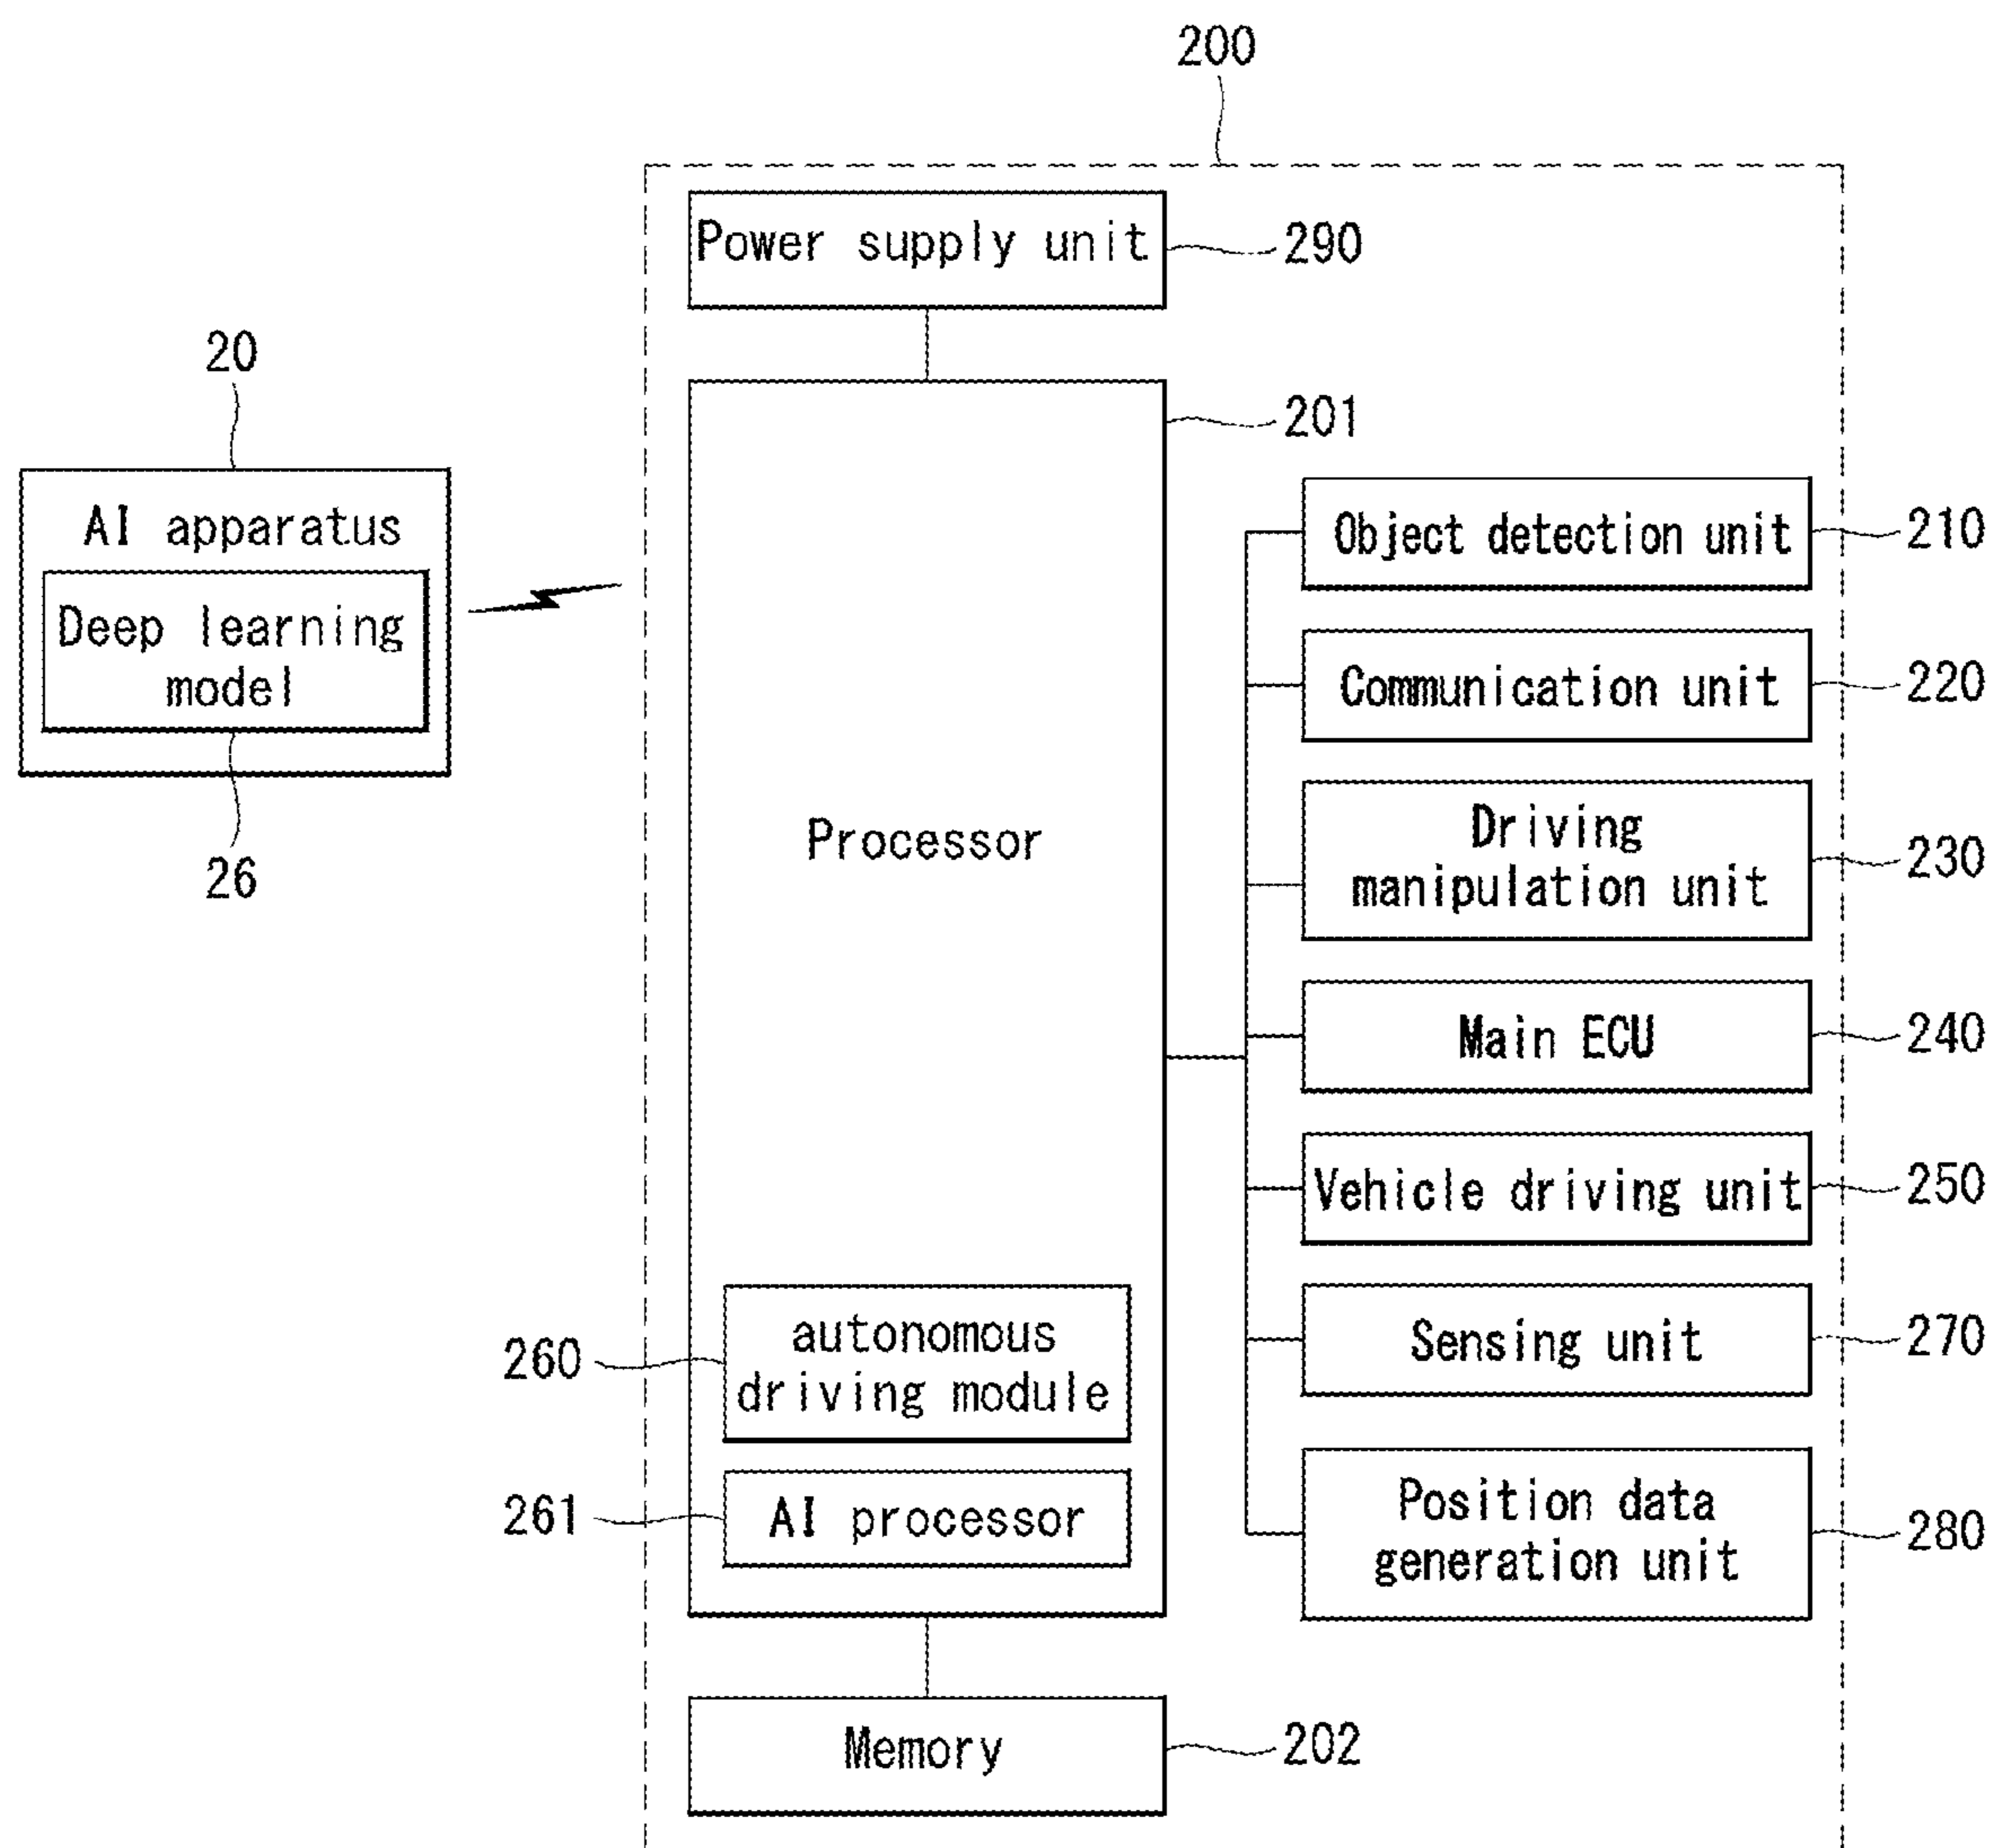 200
Power supply unit
290
20
201
AI apparatus
Deep learning
model
26
Processor
Object detection unit
210
Communication unit
220
Driving
manipulation unit
230
Main ECU
240
Vehicle driving unit
250
260
autonomous
driving module
Sensing unit
270
261
AI processor
Position data
generation unit
280
Memory
202